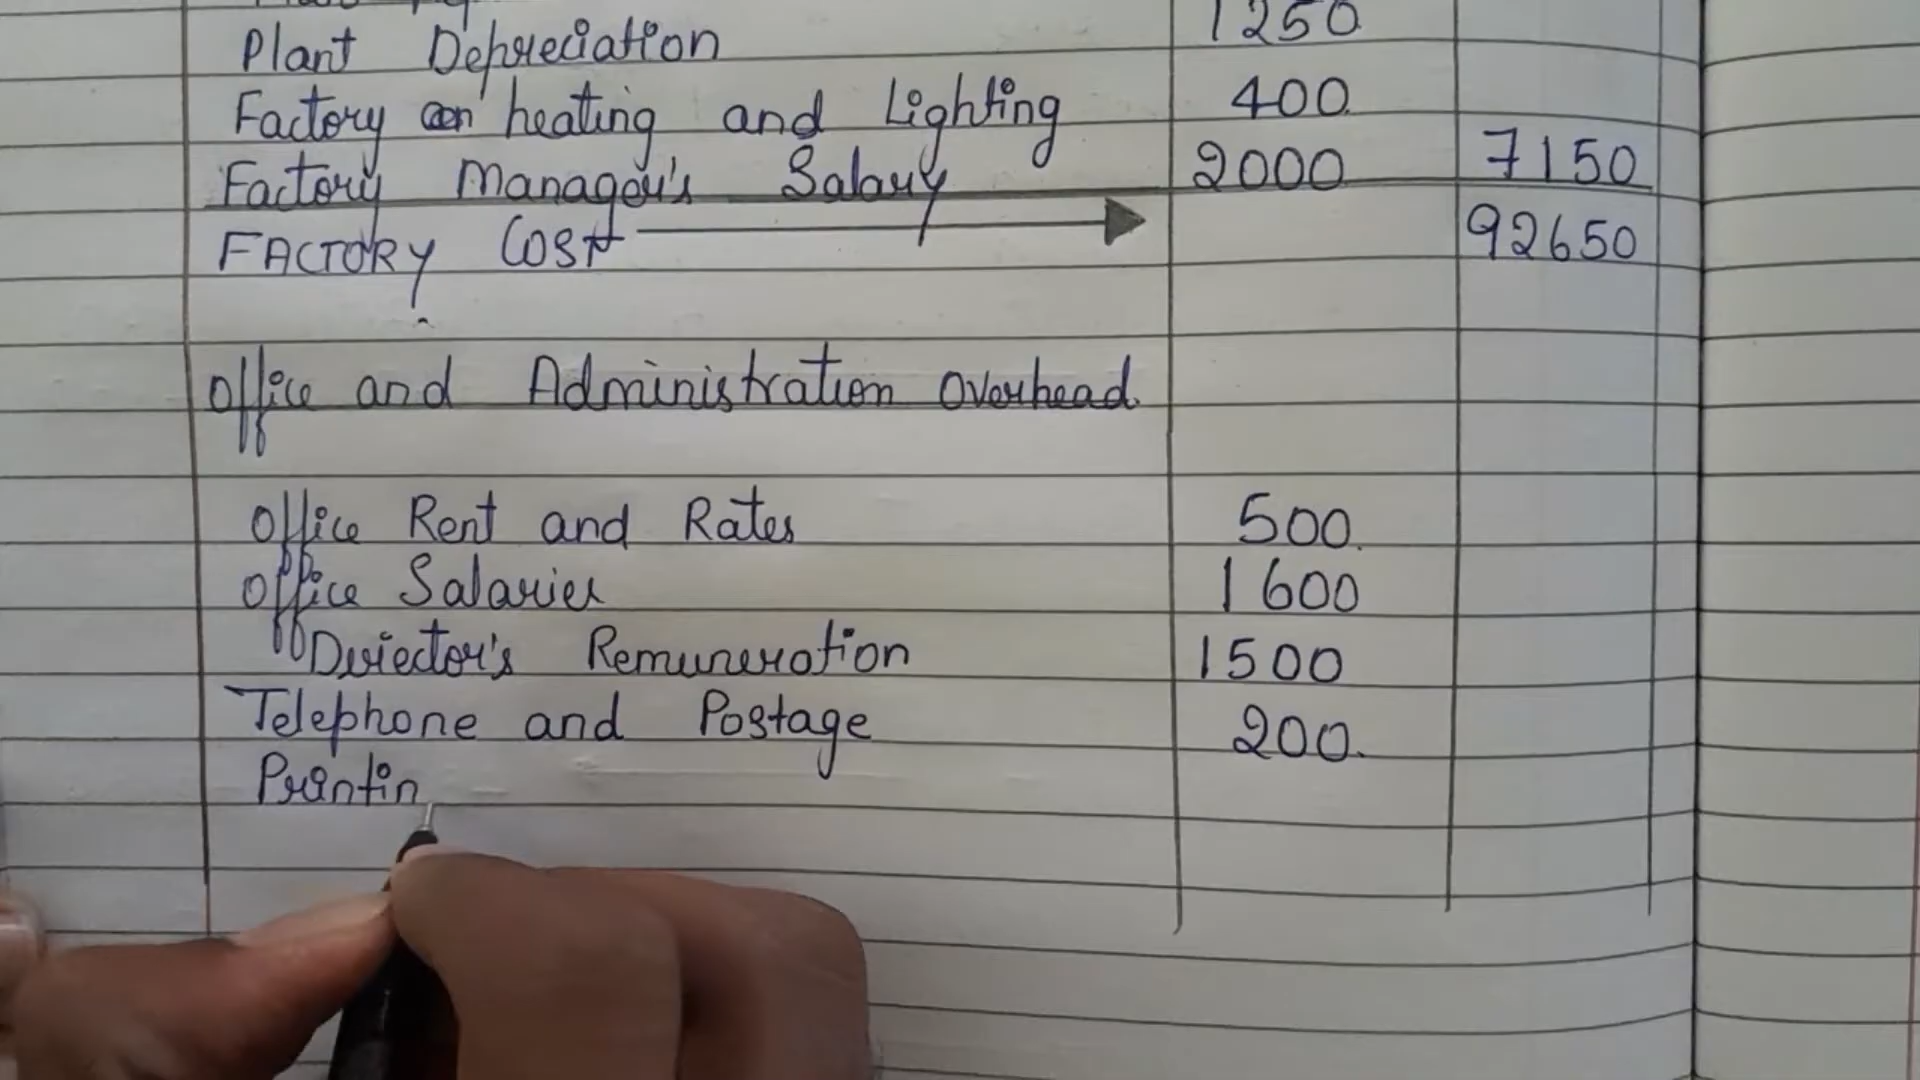 Plant Depreciation 1250
Factory heating and Lighting 400
Factory Manager's Salary 2000 7150
FACTORY COST 92650
Office and Administration Overhead.
Office Rent and Rates 500
Office Salaries 1600
Director's Remuneration 1500
Telephone and Postage 200
Printin